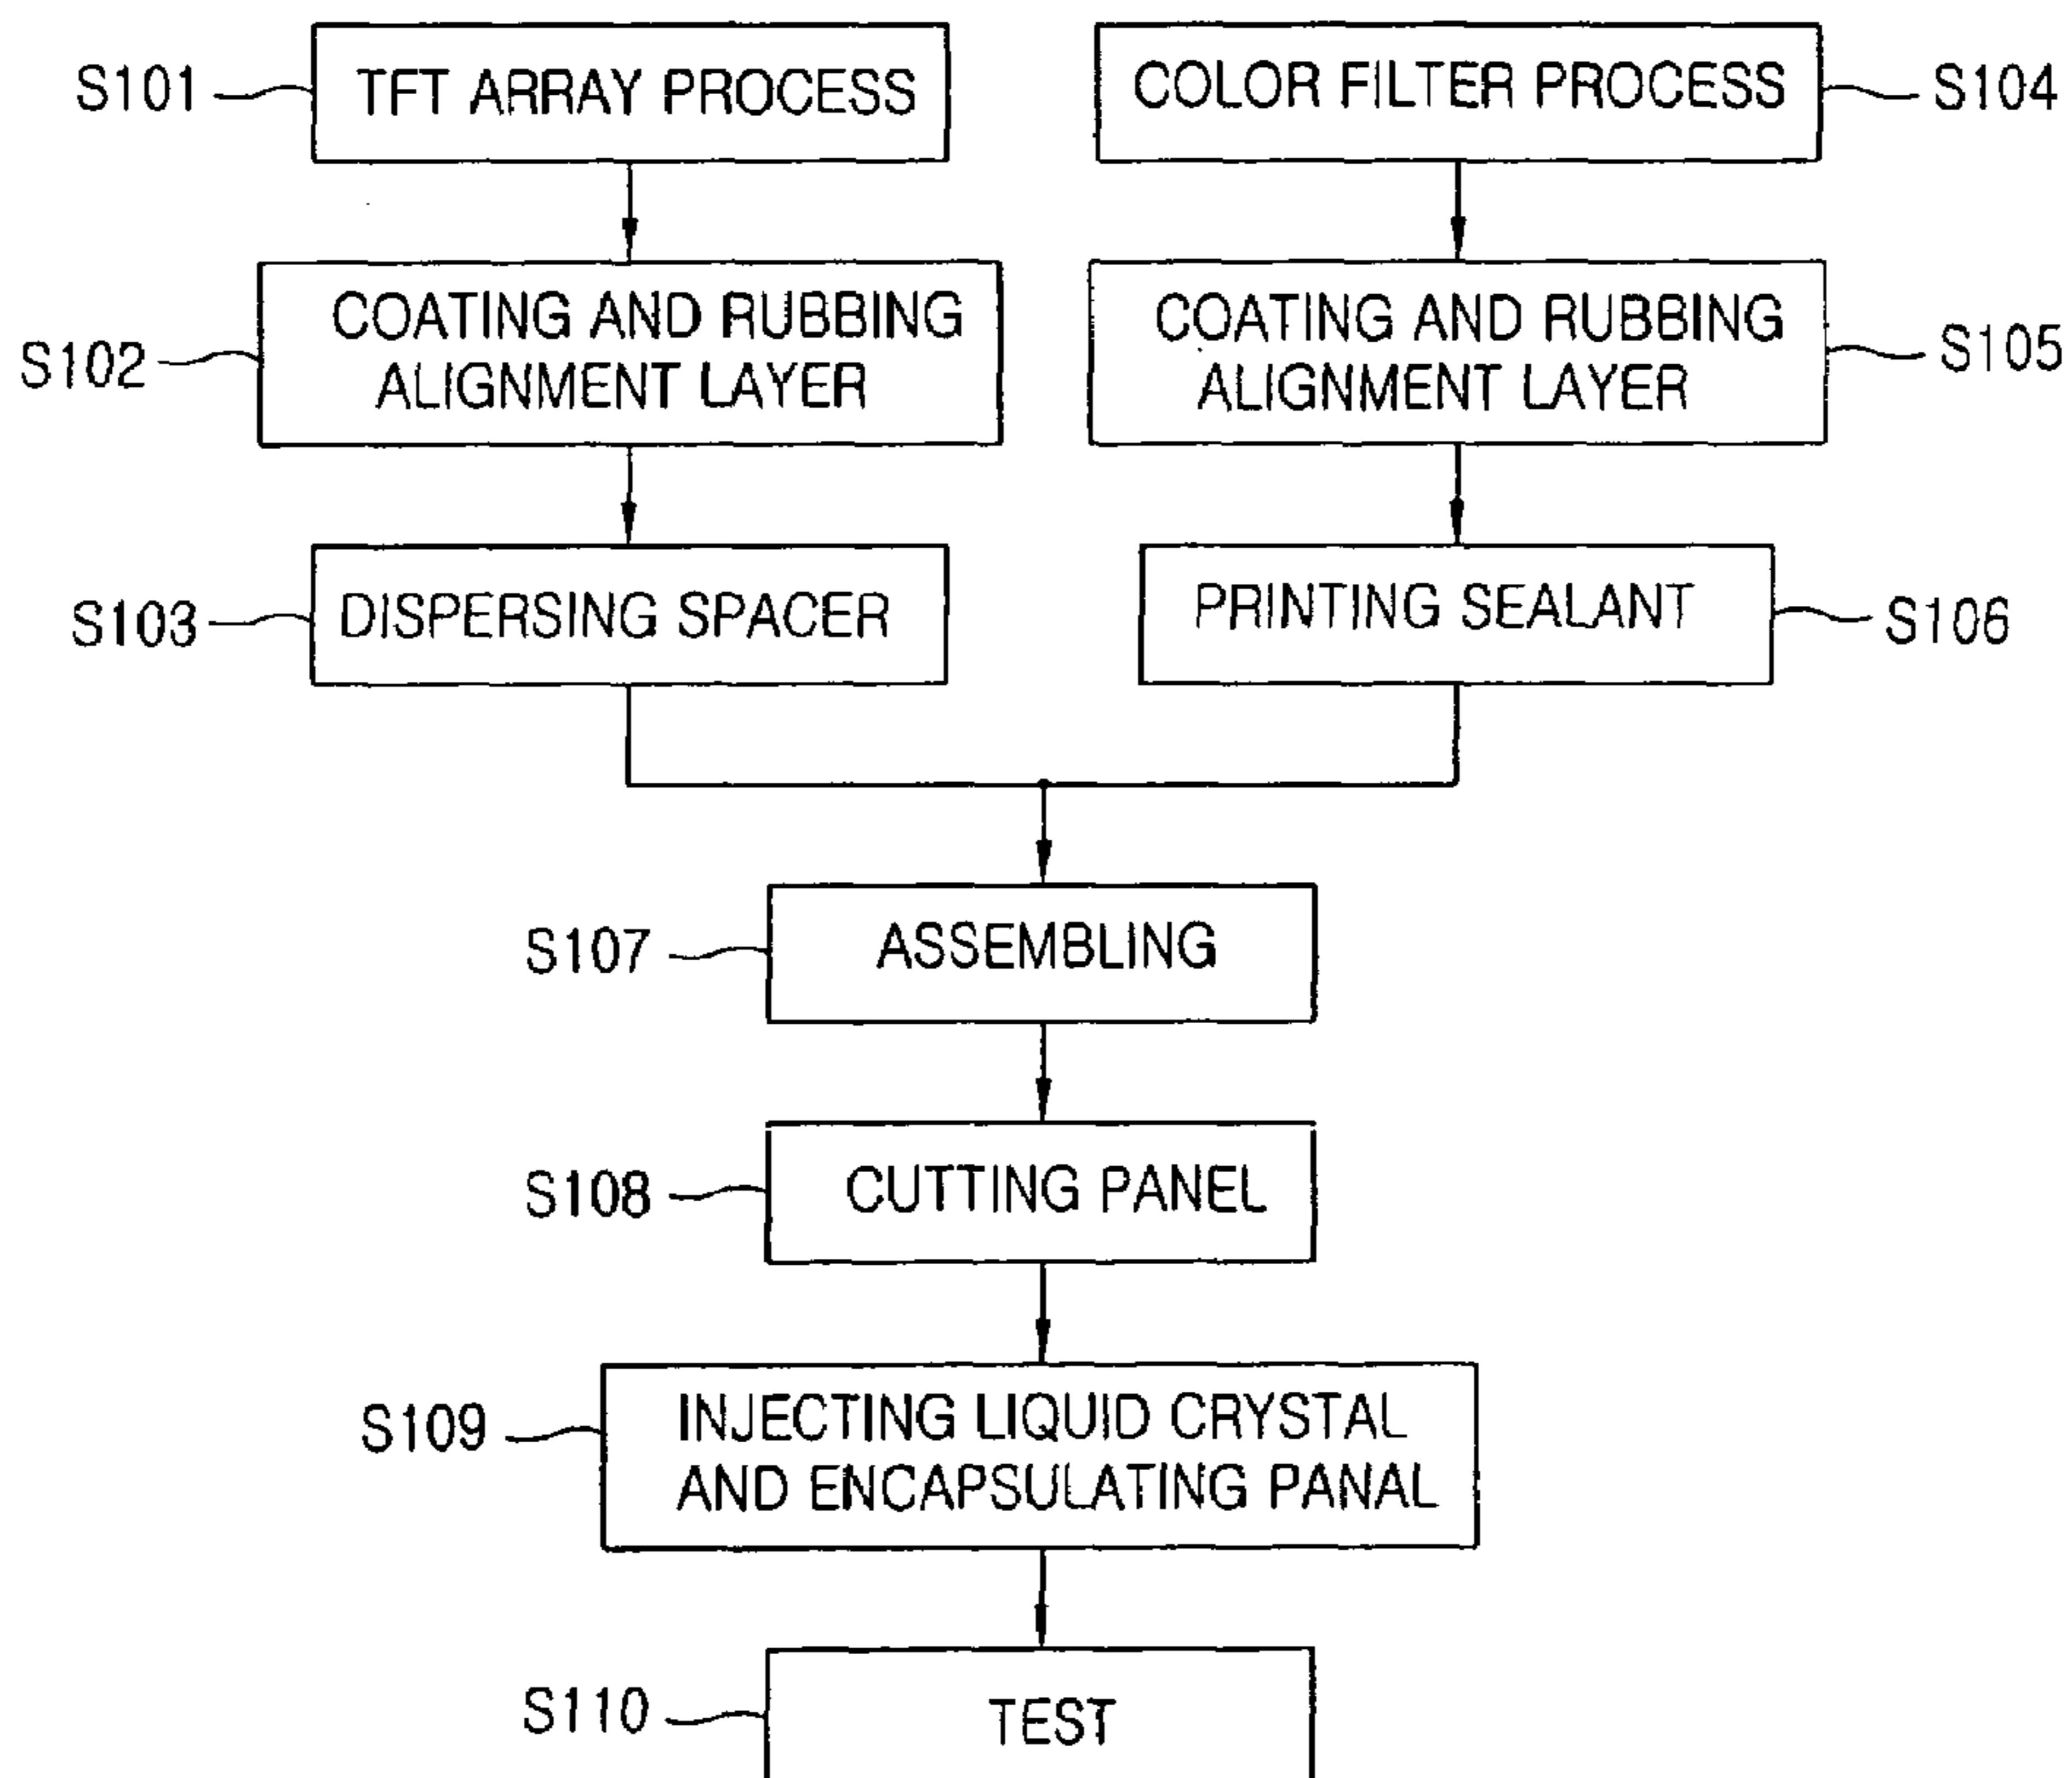 S101
TFT ARRAY PROCESS
COLOR FILTER PROCESS
S104
S102
COATING AND RUBBING
ALIGNMENT LAYER
COATING AND RUBBING
ALIGNMENT LAYER
S105
S103
DISPERSING SPACER
PRINTING SEALANT
S106
S107
ASSEMBLING
S108
CUTTING PANEL
S109
INJECTING LIQUID CRYSTAL
AND ENCAPSULATING PANAL
S110
TEST